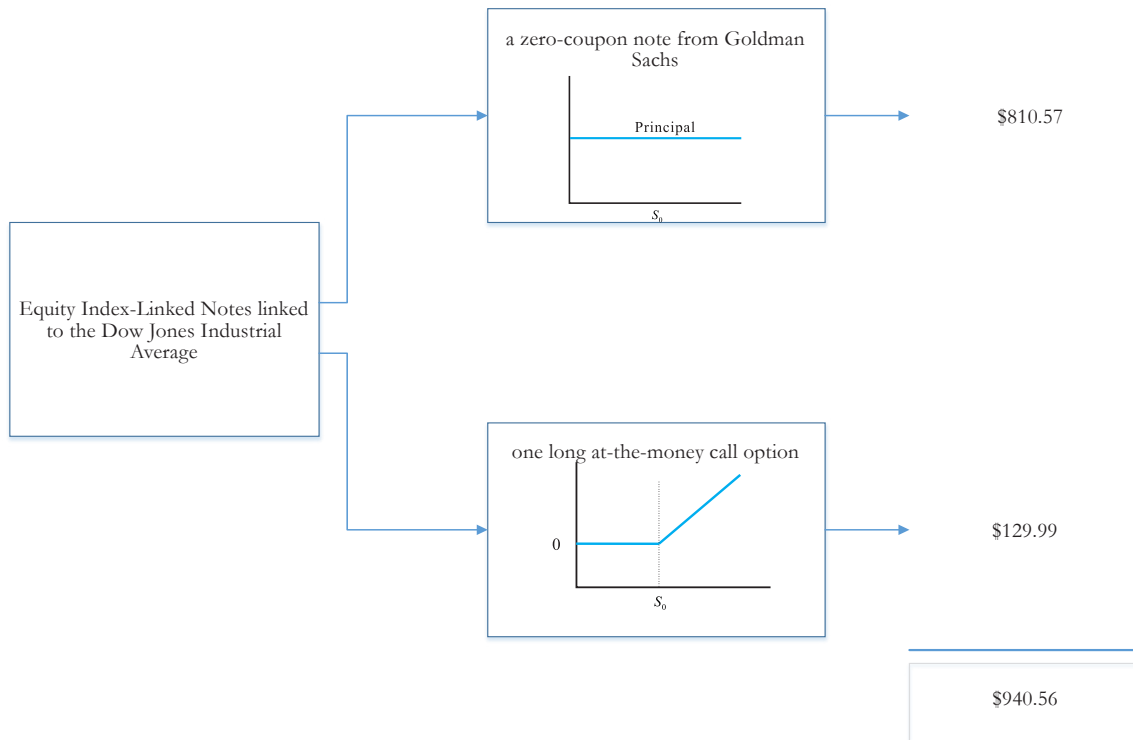 a zero-coupon note from Goldman
Sachs
Principal
S₀
$810.57
Equity Index-Linked Notes linked
to the Dow Jones Industrial
Average
one long at-the-money call option
0
S₀
$129.99
$940.56